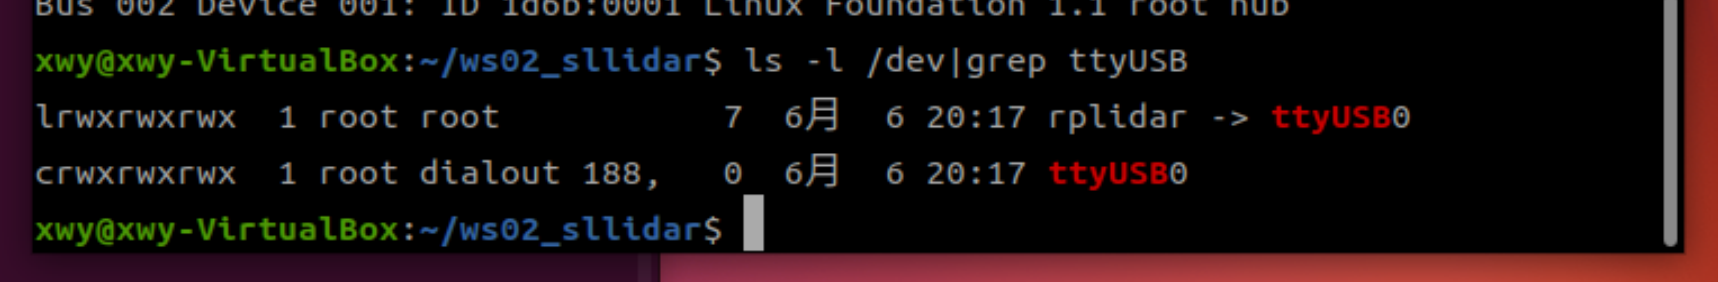 Bus 002 Device 001: ID 1d6b:0001 Linux Foundation 1.1 root hub
xwy@xwy-VirtualBox:~/ws02_sllidar$ ls -l /dev|grep ttyUSB
lrwxrwxrwx  1 root root           7  6月   6 20:17 rplidar -> ttyUSB0
crwxrwxrwx  1 root dialout 188,   0  6月   6 20:17 ttyUSB0
xwy@xwy-VirtualBox:~/ws02_sllidar$